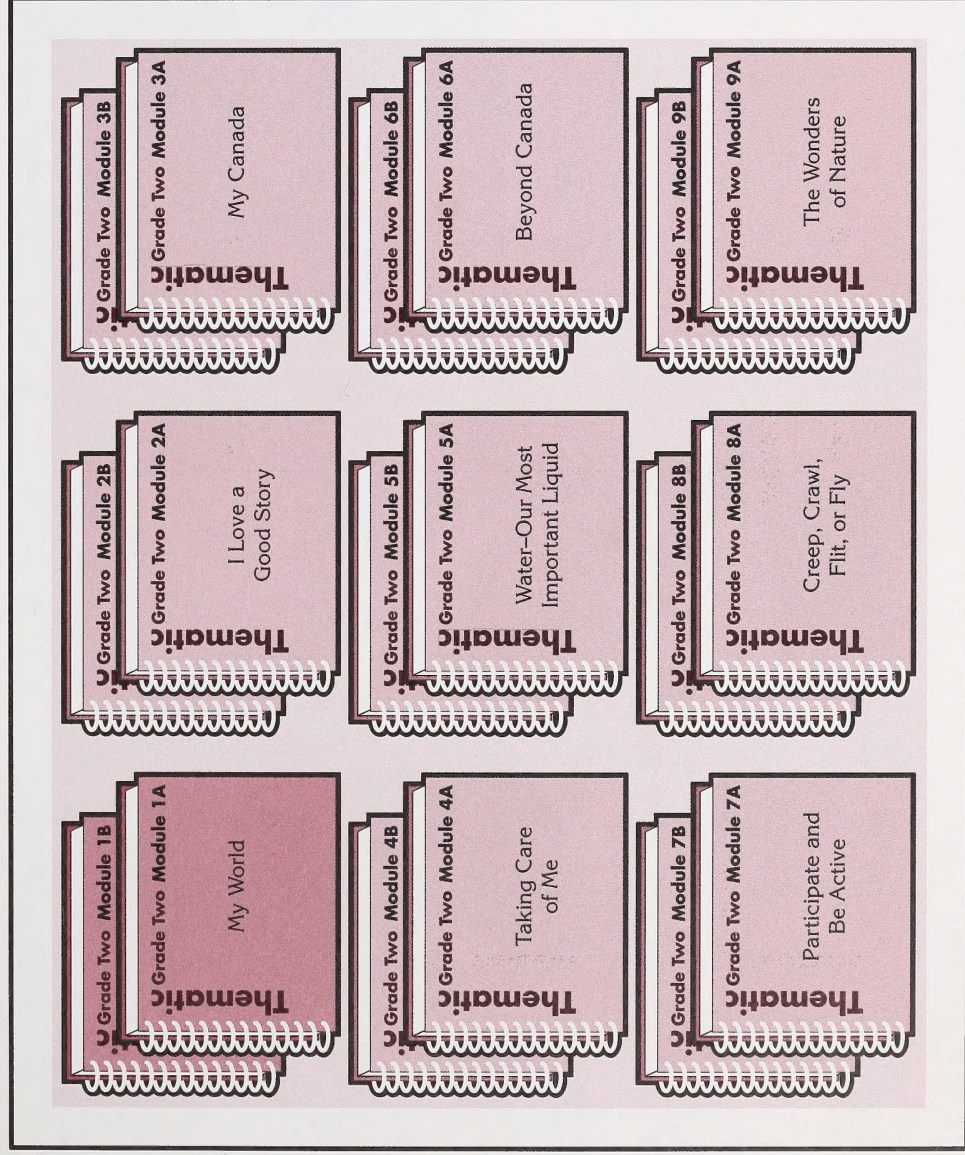 Grade Two Module 1B
Grade Two Module 1A
Thematic
My World
Grade Two Module 2B
Grade Two Module 2A
Thematic
I Love a
Good Story
Grade Two Module 3B
Grade Two Module 3A
Thematic
My Canada
Grade Two Module 4B
Grade Two Module 4A
Thematic
Taking Care
of Me
Grade Two Module 5B
Grade Two Module 5A
Thematic
Water–Our Most
Important Liquid
Grade Two Module 6B
Grade Two Module 6A
Thematic
Beyond Canada
Grade Two Module 7B
Grade Two Module 7A
Thematic
Participate and
Be Active
Grade Two Module 8B
Grade Two Module 8A
Thematic
Creep, Crawl,
Flit, or Fly
Grade Two Module 9B
Grade Two Module 9A
Thematic
The Wonders
of Nature